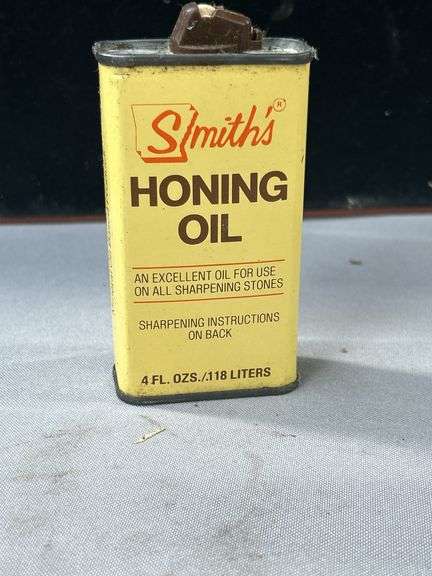 Smith's ®
HONING
OIL
AN EXCELLENT OIL FOR USE
ON ALL SHARPENING STONES
SHARPENING INSTRUCTIONS
ON BACK
4 FL. OZS./.118 LITERS